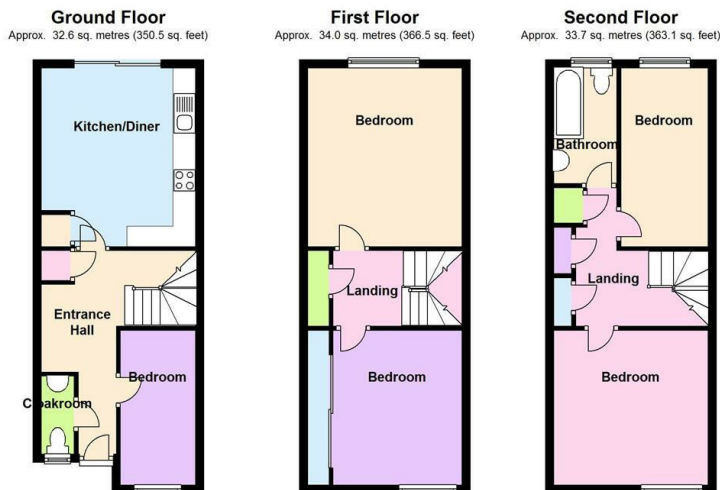 Ground Floor
Approx. 32.6 sq. metres (350.5 sq. feet)
Kitchen/Diner
Entrance
Hall
Bedroom
Cloakroom
First Floor
Approx. 34.0 sq. metres (366.5 sq. feet)
Bedroom
Landing
Bedroom
Second Floor
Approx. 33.7 sq. metres (363.1 sq. feet)
Bedroom
Bathroom
Landing
Bedroom